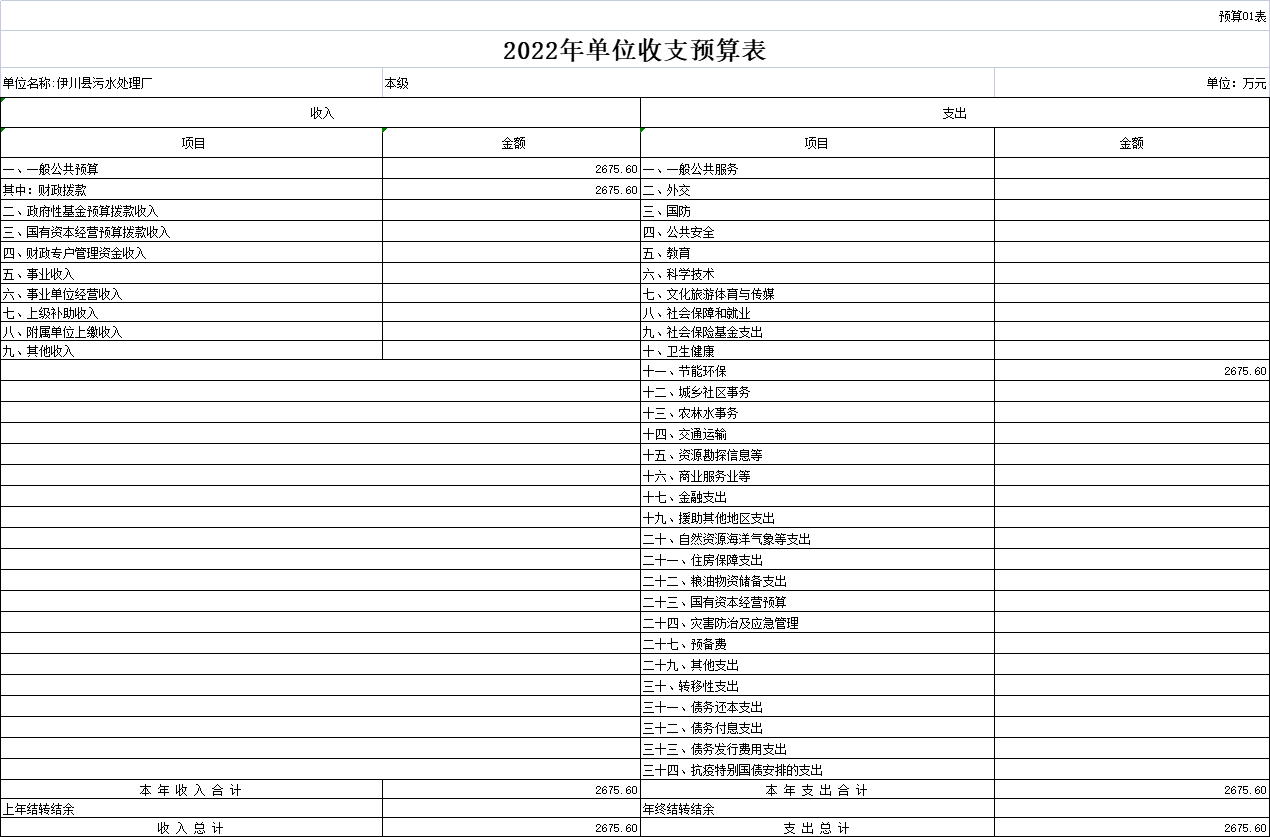 预算01表
2022年单位收支预算表
单位名称:伊川县污水处理厂 本级 单位：万元
收入 支出
项目 金额 项目 金额
一、一般公共预算 2675.60 一、一般公共服务
其中：财政拨款 2675.60 二、外交
二、政府性基金预算拨款收入 三、国防
三、国有资本经营预算拨款收入 四、公共安全
四、财政专户管理资金收入 五、教育
五、事业收入 六、科学技术
六、事业单位经营收入 七、文化旅游体育与传媒
七、上级补助收入 八、社会保障和就业
八、附属单位上缴收入 九、社会保险基金支出
九、其他收入 十、卫生健康
十一、节能环保 2675.60
十二、城乡社区事务
十三、农林水事务
十四、交通运输
十五、资源勘探信息等
十六、商业服务业等
十七、金融支出
十九、援助其他地区支出
二十、自然资源海洋气象等支出
二十一、住房保障支出
二十二、粮油物资储备支出
二十三、国有资本经营预算
二十四、灾害防治及应急管理
二十七、预备费
二十九、其他支出
三十、转移性支出
三十一、债务还本支出
三十二、债务付息支出
三十三、债务发行费用支出
三十四、抗疫特别国债安排的支出
本 年 收 入 合 计 2675.60 本 年 支 出 合 计 2675.60
上年结转结余 年终结转结余
收 入 总 计 2675.60 支 出 总 计 2675.60